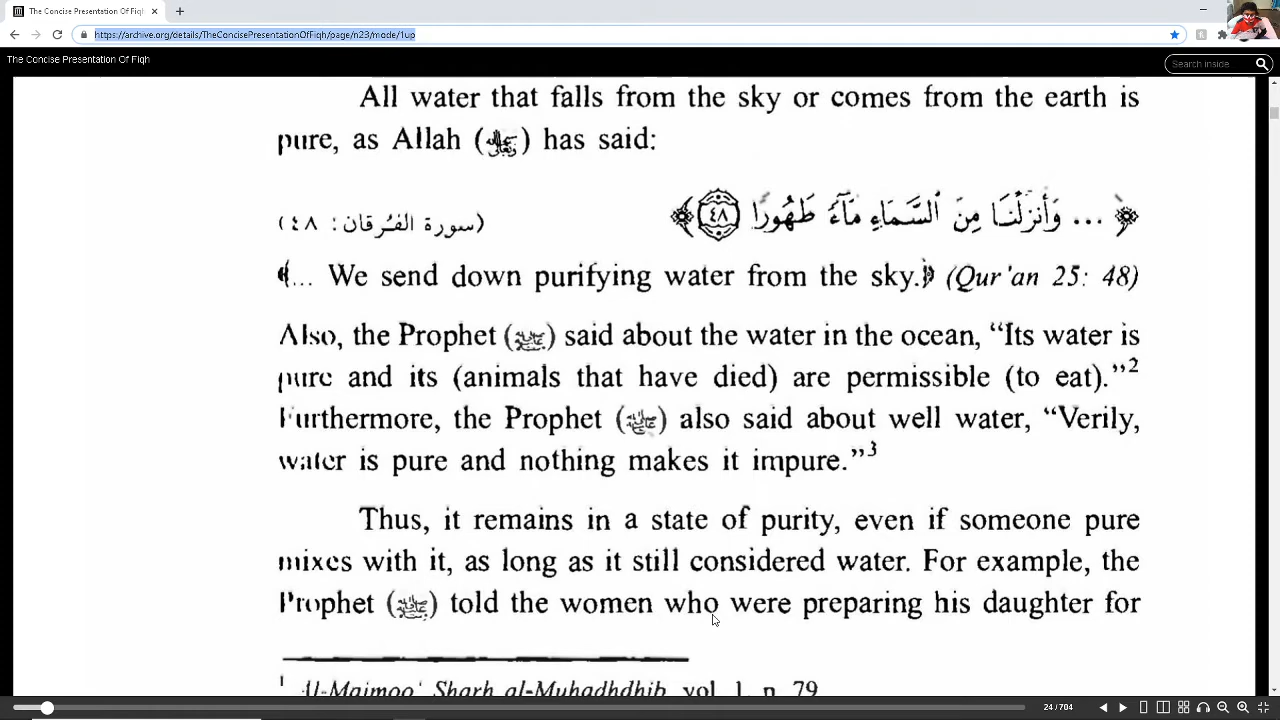 The Concise Presentation Of Fiqh
https://archive.org/details/TheConcisePresentationOfFiqh/page/n23/mode/1up
The Concise Presentation Of Fiqh
Search inside
All water that falls from the sky or comes from the earth is
pure, as Allah (سبحانه وتعالى) has said:
﴿ ... وَأَنزَلْنَا مِنَ ٱلسَّمَاءِ مَآءً طَهُورًا ٤٨ ﴾ (سورة الفرقان: ٤٨)
﴾... We send down purifying water from the sky.﴿ (Qur'an 25: 48)
Also, the Prophet (ﷺ) said about the water in the ocean, “Its water is
pure and its (animals that have died) are permissible (to eat).”2
Furthermore, the Prophet (ﷺ) also said about well water, “Verily,
water is pure and nothing makes it impure.”3
Thus, it remains in a state of purity, even if someone pure
mixes with it, as long as it still considered water. For example, the
Prophet (ﷺ) told the women who were preparing his daughter for
1 Al-Majmoo' Sharh al-Muhadhdhib, vol. 1, p. 79
24 / 704